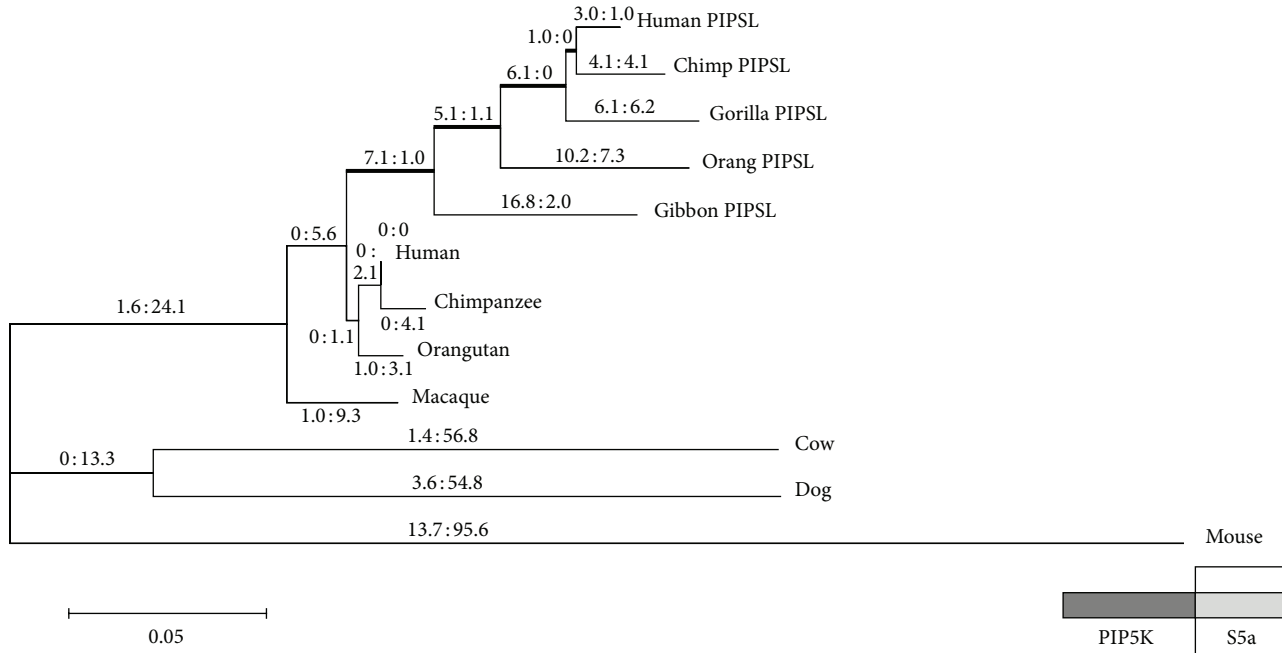 3.0:1.0
Human PIPSL
1.0:0
4.1:4.1
Chimp PIPSL
6.1:0
6.1:6.2
Gorilla PIPSL
5.1:1.1
10.2:7.3
Orang PIPSL
7.1:1.0
16.8:2.0
Gibbon PIPSL
0:5.6
0:0
0:
2.1
Human
Chimpanzee
0:4.1
1.6:24.1
0:1.1
Orangutan
1.0:3.1
Macaque
1.0:9.3
1.4:56.8
Cow
0:13.3
3.6:54.8
Dog
13.7:95.6
Mouse
0.05
PIP5K
S5a